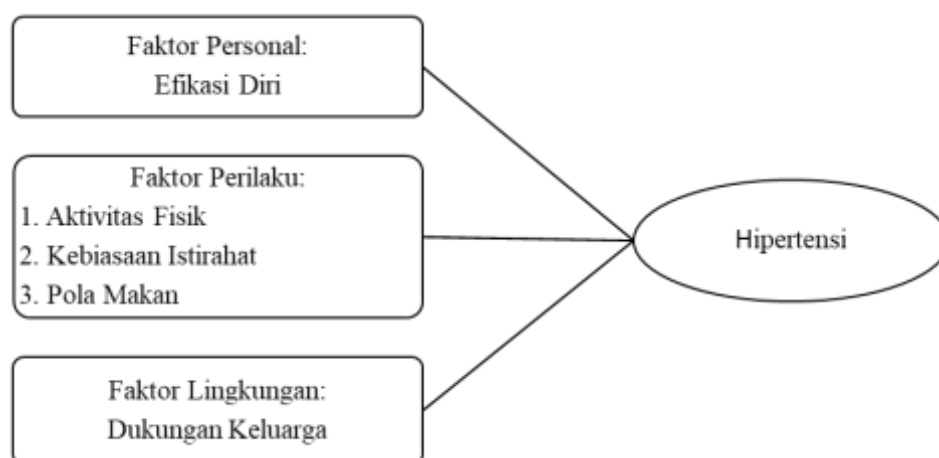 Faktor Personal:
Efikasi Diri
Faktor Perilaku:
1. Aktivitas Fisik
2. Kebiasaan Istirahat
3. Pola Makan
Hipertensi
Faktor Lingkungan:
Dukungan Keluarga